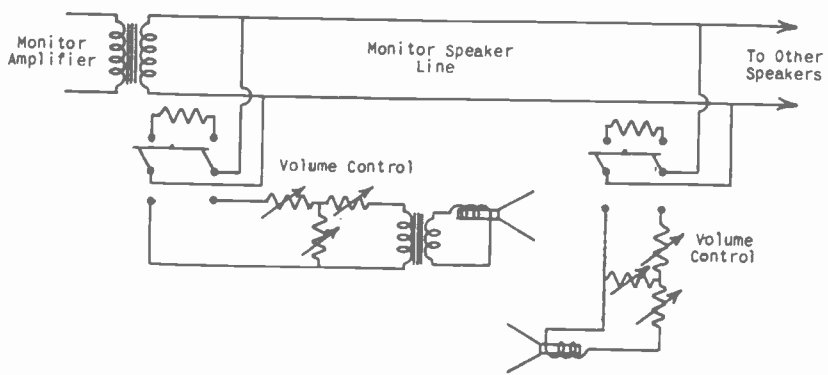 Monitor
Amplifier
Monitor Speaker
Line
To Other
Speakers
Volume Control
Volume
Control